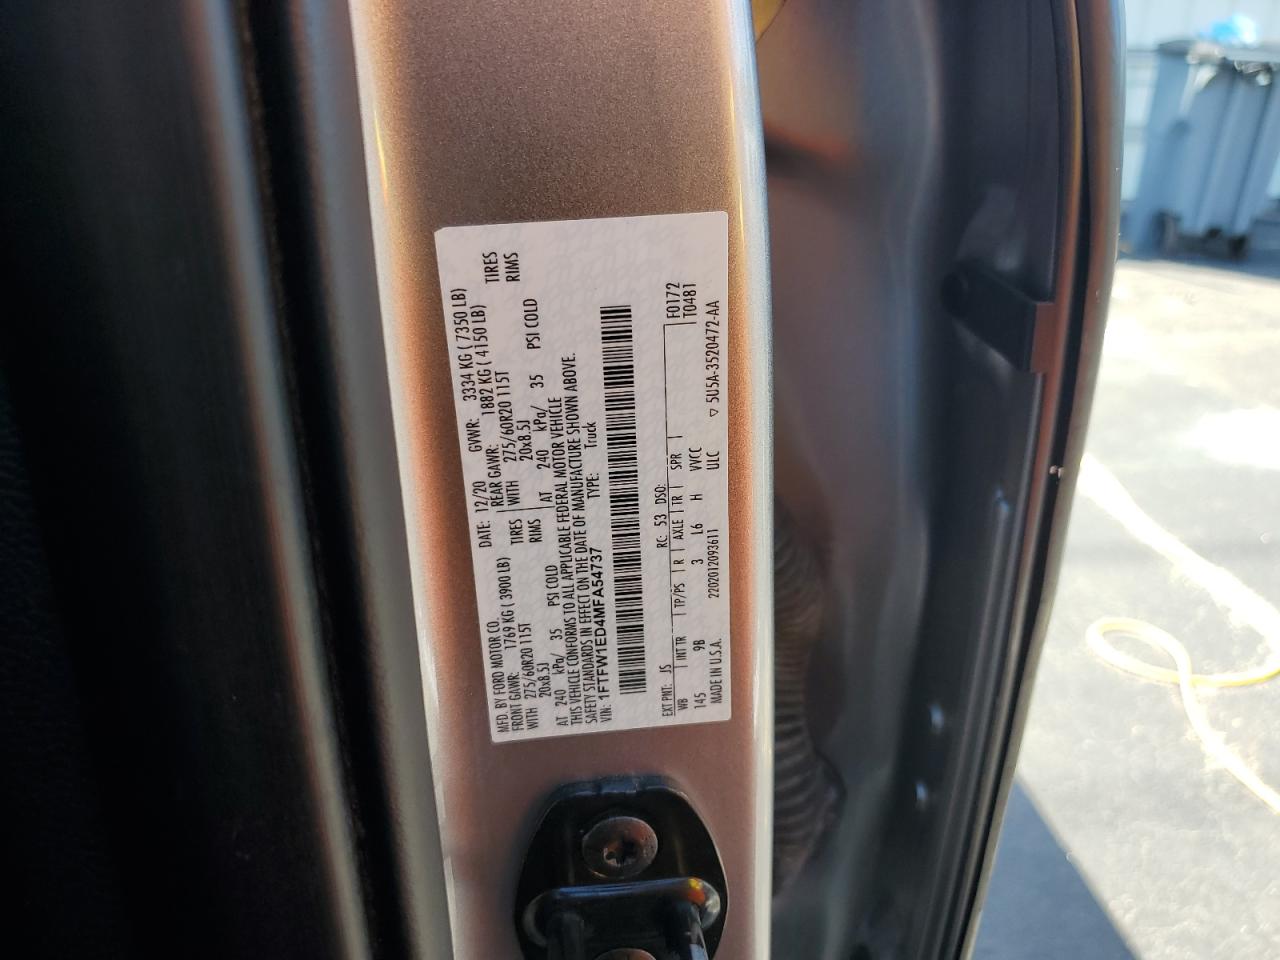 MFD. BY FORD MOTOR CO.
DATE: 12/20 GVWR: 3334 KG ( 7350 LB)
FRONT GAWR: 1769 KG ( 3900 LB) REAR GAWR: 1882 KG ( 4150 LB)
WITH 275/60R20 115T TIRES WITH 275/60R20 115T TIRES
20x8.5J RIMS 20x8.5J RIMS
AT 240 kPa/ 35 PSI COLD AT 240 kPa/ 35 PSI COLD
THIS VEHICLE CONFORMS TO ALL APPLICABLE FEDERAL MOTOR VEHICLE
SAFETY STANDARDS IN EFFECT ON THE DATE OF MANUFACTURE SHOWN ABOVE.
VIN: 1FTFW1ED4MFA54737 TYPE: Truck
EXT PNT: JS RC: 53 DSO: F0172
WB INT TR TP/PS R AXLE TR SPR T0481
145 9B 3 L6 H VVCC
MADE IN U.S.A. 2202012093611 ULC ▽ 5U5A-3520472-AA